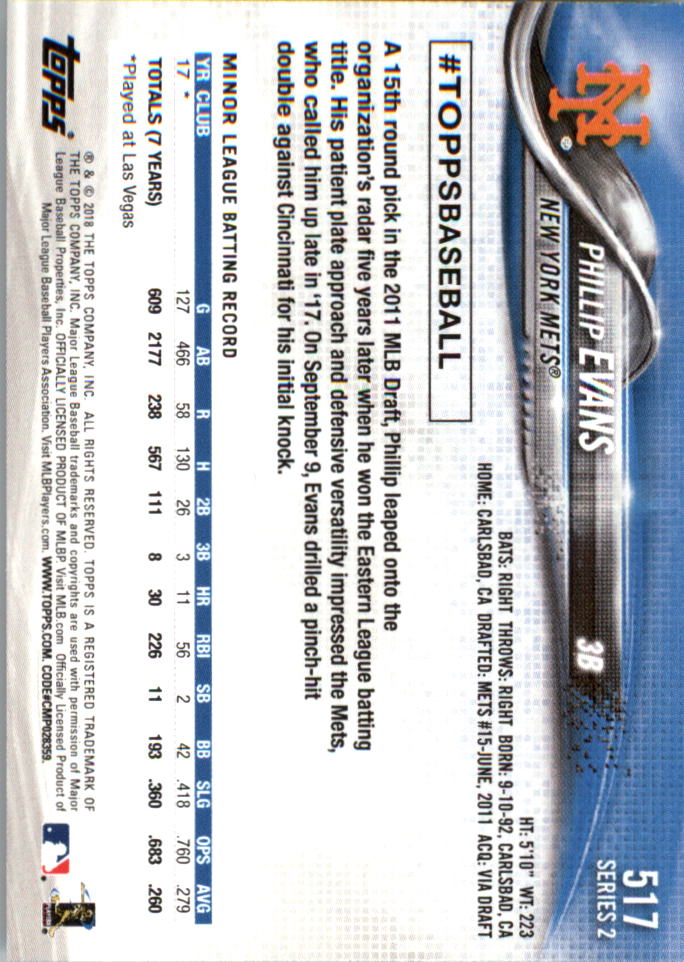 517
SERIES 2
PHILLIP EVANS 3B
NEW YORK METS®
NY
HT: 5'10" WT: 223
BATS: RIGHT THROWS: RIGHT BORN: 9-10-92, CARLSBAD, CA
HOME: CARLSBAD, CA DRAFTED: METS #15-JUNE, 2011 ACQ: VIA DRAFT
#TOPPSBASEBALL
A 15th round pick in the 2011 MLB Draft, Phillip leaped onto the
organization's radar five years later when he won the Eastern League batting
title. His patient plate approach and defensive versatility impressed the Mets,
who called him up late in '17. On September 9, Evans drilled a pinch-hit
double against Cincinnati for his initial knock.
MINOR LEAGUE BATTING RECORD
YR CLUB G AB R H 2B 3B HR RBI SB BB SLG OPS AVG
17 * 127 466 58 130 26 3 11 56 2 42 .418 .760 .279
TOTALS (7 YEARS) 609 2177 238 567 111 8 30 226 11 193 .360 .683 .260
*Played at Las Vegas
topps®
® & © 2018 THE TOPPS COMPANY, INC. ALL RIGHTS RESERVED. TOPPS IS A REGISTERED TRADEMARK OF
THE TOPPS COMPANY, INC. Major League Baseball trademarks and copyrights are used with permission of Major
League Baseball Properties, Inc. OFFICIALLY LICENSED PRODUCT OF MLBP. Visit MLB.com Officially Licensed Product of
Major League Baseball Players Association. Visit MLBPlayers.com. WWW.TOPPS.COM. CODE#CMP028359.